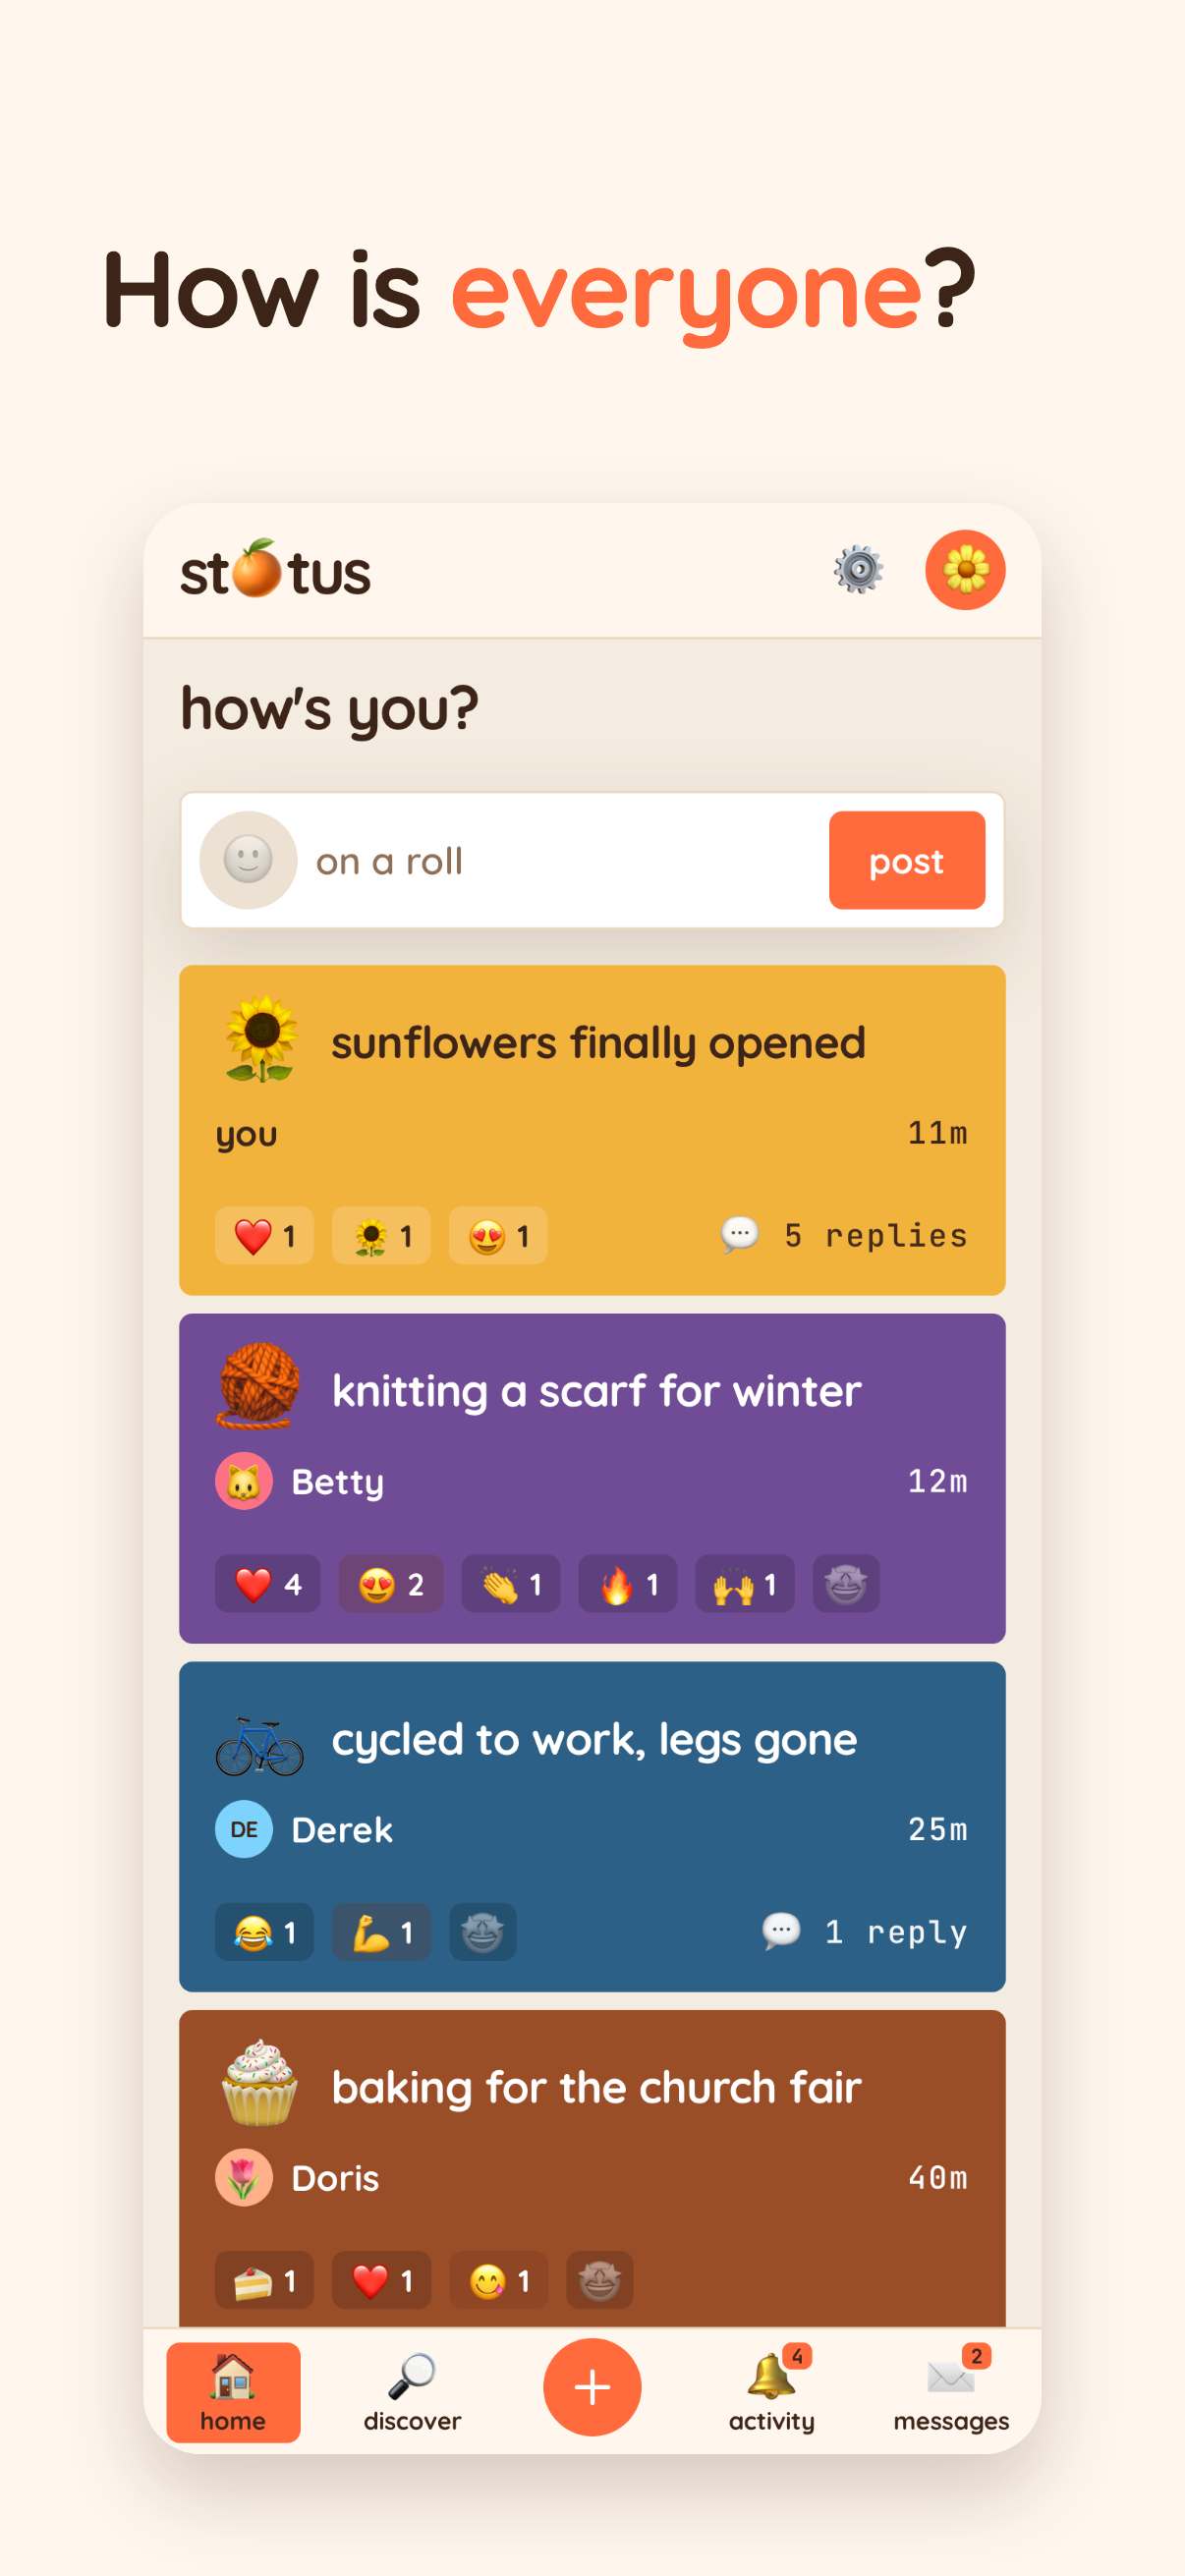 How is everyone?
st🍊tus
how's you?
on a roll
post
sunflowers finally opened
you
11m
❤️ 1 🌻 1 😍 1
💬 5 replies
knitting a scarf for winter
Betty
12m
❤️ 4 😍 2 👏 1 🔥 1 🙌 1
cycled to work, legs gone
DE Derek
25m
😂 1 💪 1
💬 1 reply
baking for the church fair
Doris
40m
🍰 1 ❤️ 1 😋 1
4
2
home
discover
+
activity
messages